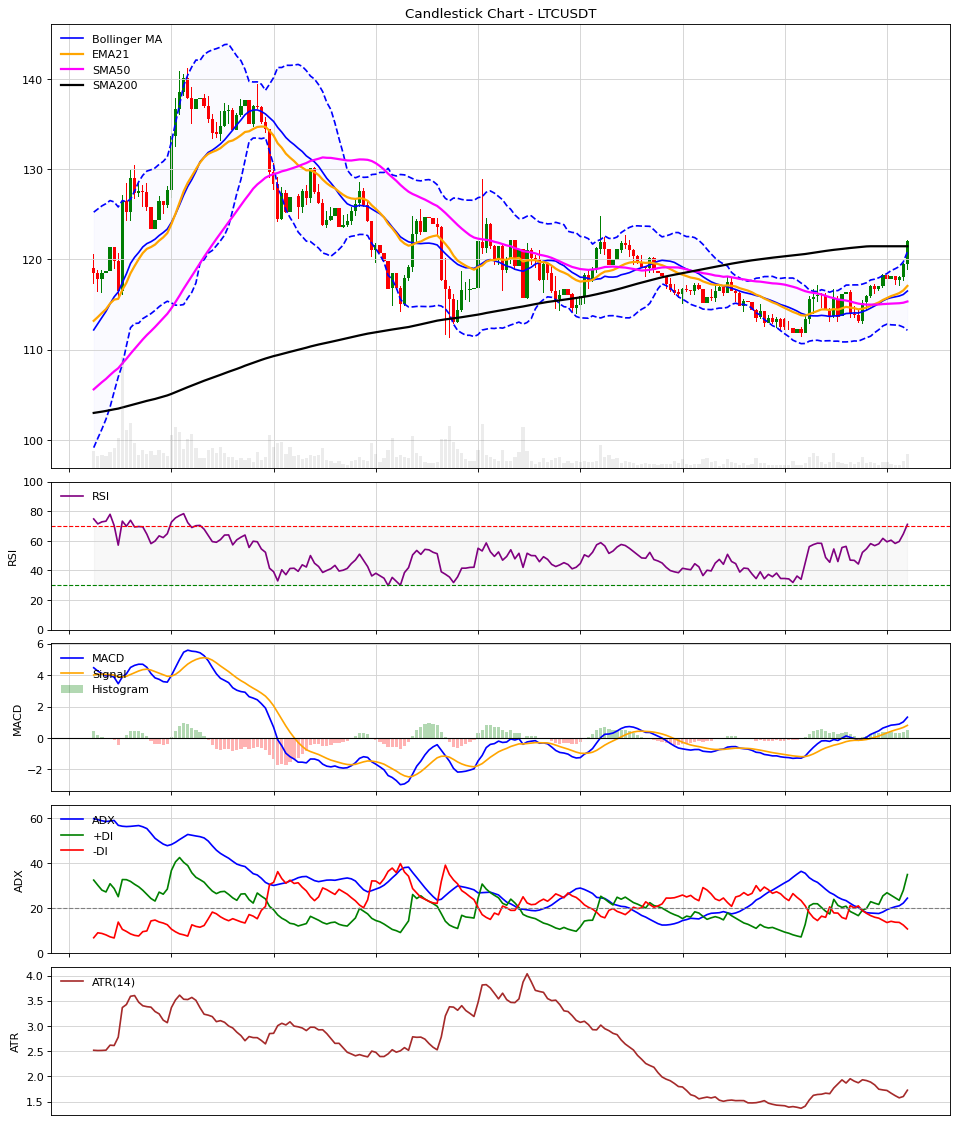 Candlestick Chart - LTCUSDT
Bollinger MA
EMA21
SMA50
SMA200
140
130
120
110
100
RSI
100
80
60
40
20
0
RSI
MACD
Signal
Histogram
6
4
2
0
−2
MACD
ADX
+DI
-DI
60
40
20
0
ADX
ATR(14)
4.0
3.5
3.0
2.5
2.0
1.5
ATR